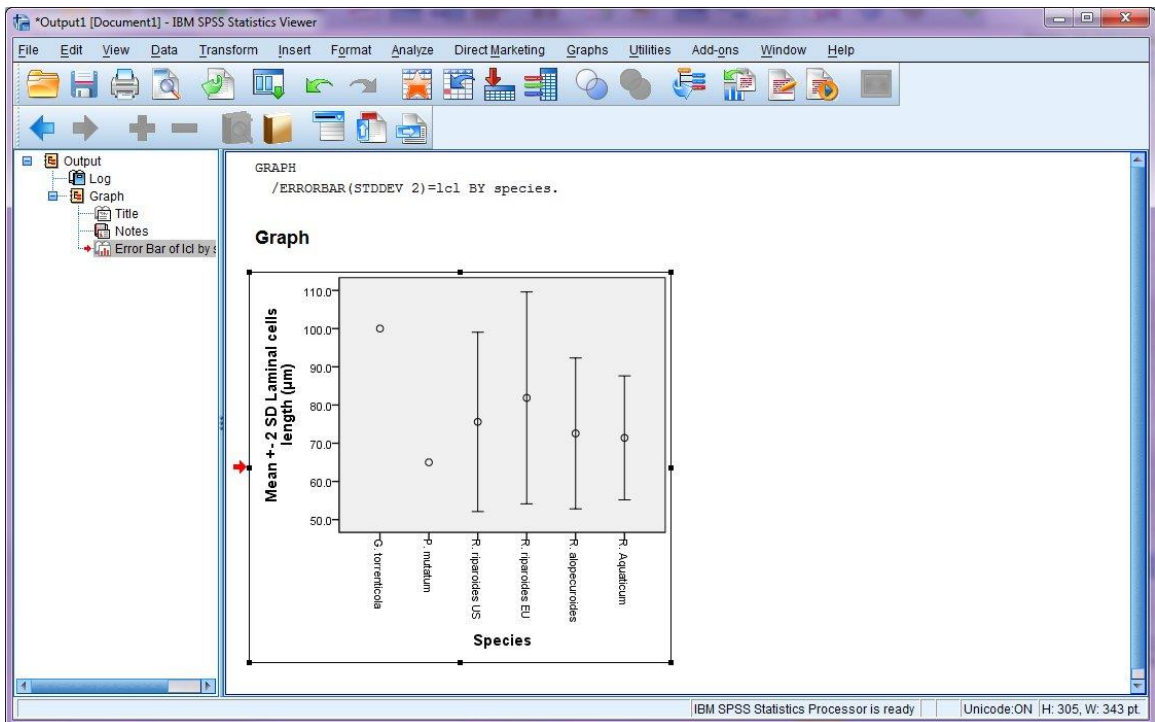 *Output1 [Document1] - IBM SPSS Statistics Viewer
File Edit View Data Transform Insert Format Analyze Direct Marketing Graphs Utilities Add-ons Window Help
Output
Log
Graph
Title
Notes
Error Bar of lcl by s
GRAPH
/ERRORBAR(STDDEV 2)=lcl BY species.
Graph
Mean +- 2 SD Laminal cells
length (µm)
110.0
100.0
90.0
80.0
70.0
60.0
50.0
G. torrenticola
P. mutatum
R. riparoides US
R. riparoides EU
R. alopecuroides
R. Aquaticum
Species
IBM SPSS Statistics Processor is ready Unicode:ON H: 305, W: 343 pt.